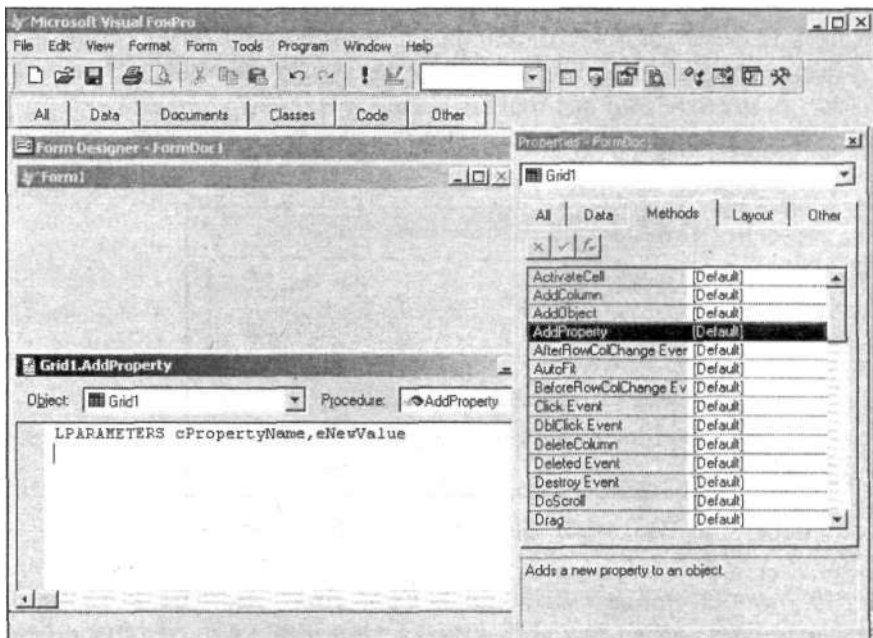 Microsoft Visual FoxPro
File Edit View Format Form Tools Program Window Help
All Data Documents Classes Code Other
Form Designer - FormDoc1
Form1
Properties - FormDoc1
Grid1
All Data Methods Layout Other
ActivateCell [Default]
AddColumn [Default]
AddObject [Default]
AddProperty [Default]
AfterRowColChange Ever [Default]
AutoFit [Default]
BeforeRowColChange Ev [Default]
Click Event [Default]
DblClick Event [Default]
DeleteColumn [Default]
Deleted Event [Default]
Destroy Event [Default]
DoScroll [Default]
Drag [Default]
Adds a new property to an object.
Grid1.AddProperty
Object: Grid1 Procedure: AddProperty
LPARAMETERS cPropertyName,eNewValue